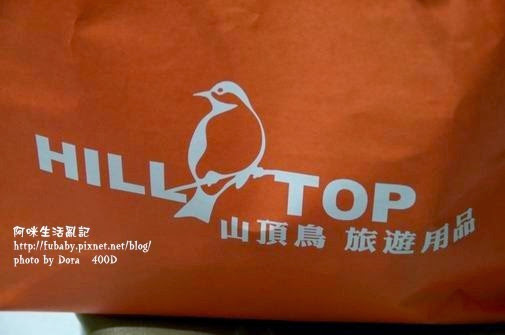 HILL TOP
山頂鳥 旅遊用品
阿咪生活亂記
http://fubaby.pixnet.net/blog/
photo by Dora 400D